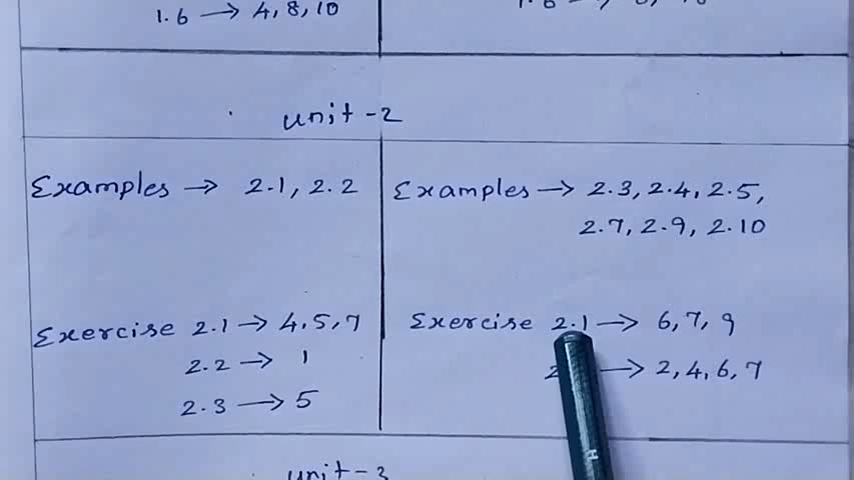 1.6 → 4, 8, 10
unit - 2
Examples → 2.1, 2.2
Exercise 2.1 → 4, 5, 7
2.2 → 1
2.3 → 5
Examples → 2.3, 2.4, 2.5,
2.7, 2.9, 2.10
Exercise 2.1 → 6, 7, 9
→ 2, 4, 6, 7
unit - 3